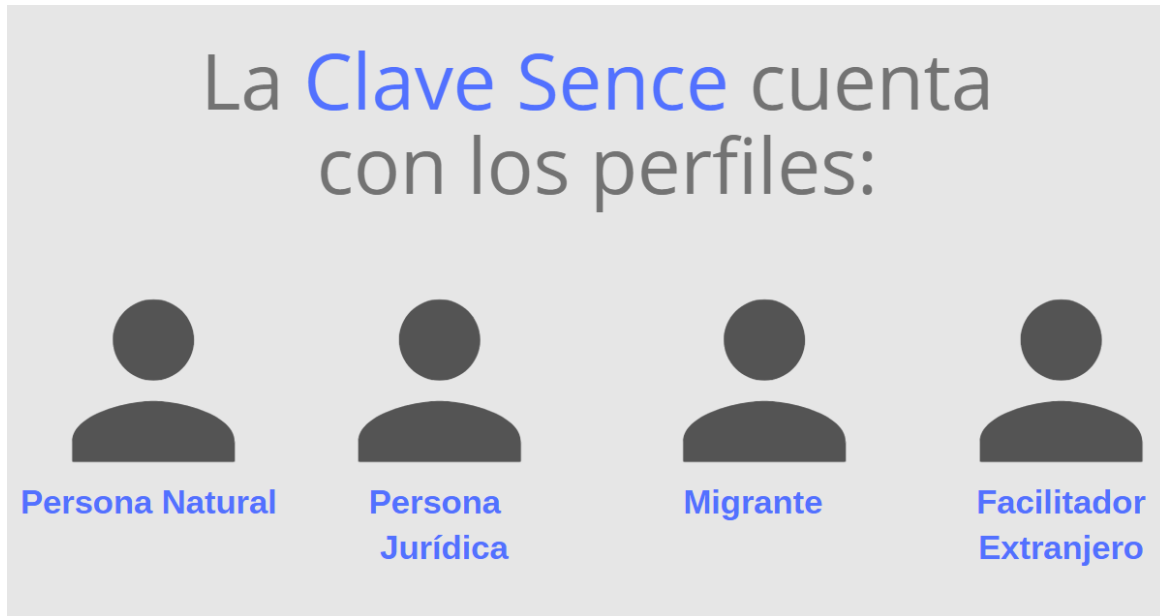 La Clave Sence cuenta
con los perfiles:
Persona Natural
Persona
Jurídica
Migrante
Facilitador
Extranjero